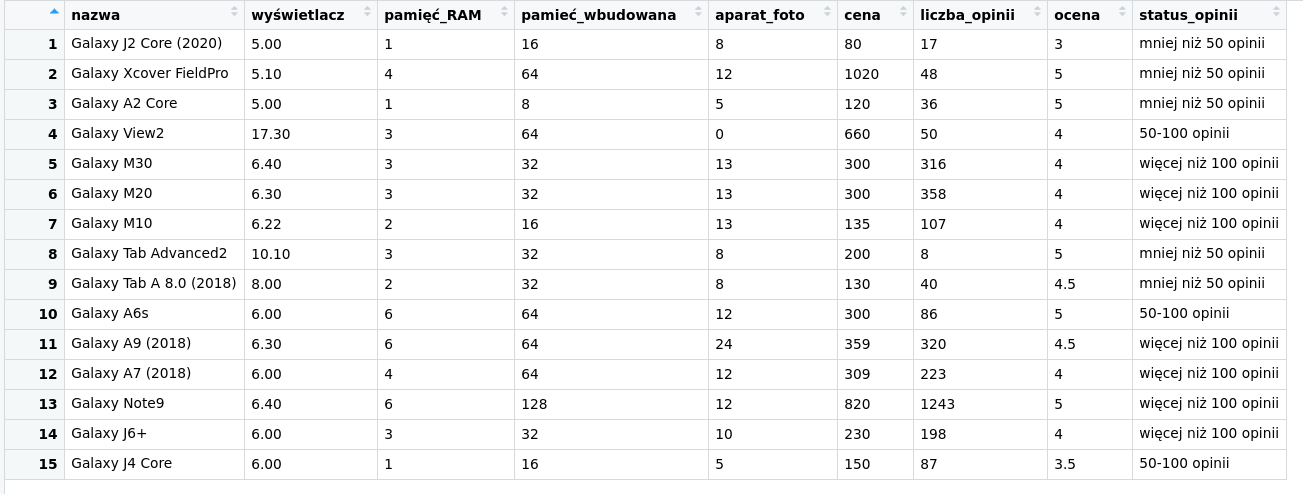 nazwa wyświetlacz pamięć_RAM pamieć_wbudowana aparat_foto cena liczba_opinii ocena status_opinii
1 Galaxy J2 Core (2020) 5.00 1 16 8 80 17 3 mniej niż 50 opinii
2 Galaxy Xcover FieldPro 5.10 4 64 12 1020 48 5 mniej niż 50 opinii
3 Galaxy A2 Core 5.00 1 8 5 120 36 5 mniej niż 50 opinii
4 Galaxy View2 17.30 3 64 0 660 50 4 50-100 opinii
5 Galaxy M30 6.40 3 32 13 300 316 4 więcej niż 100 opinii
6 Galaxy M20 6.30 3 32 13 300 358 4 więcej niż 100 opinii
7 Galaxy M10 6.22 2 16 13 135 107 4 więcej niż 100 opinii
8 Galaxy Tab Advanced2 10.10 3 32 8 200 8 5 mniej niż 50 opinii
9 Galaxy Tab A 8.0 (2018) 8.00 2 32 8 130 40 4.5 mniej niż 50 opinii
10 Galaxy A6s 6.00 6 64 12 300 86 5 50-100 opinii
11 Galaxy A9 (2018) 6.30 6 64 24 359 320 4.5 więcej niż 100 opinii
12 Galaxy A7 (2018) 6.00 4 64 12 309 223 4 więcej niż 100 opinii
13 Galaxy Note9 6.40 6 128 12 820 1243 5 więcej niż 100 opinii
14 Galaxy J6+ 6.00 3 32 10 230 198 4 więcej niż 100 opinii
15 Galaxy J4 Core 6.00 1 16 5 150 87 3.5 50-100 opinii